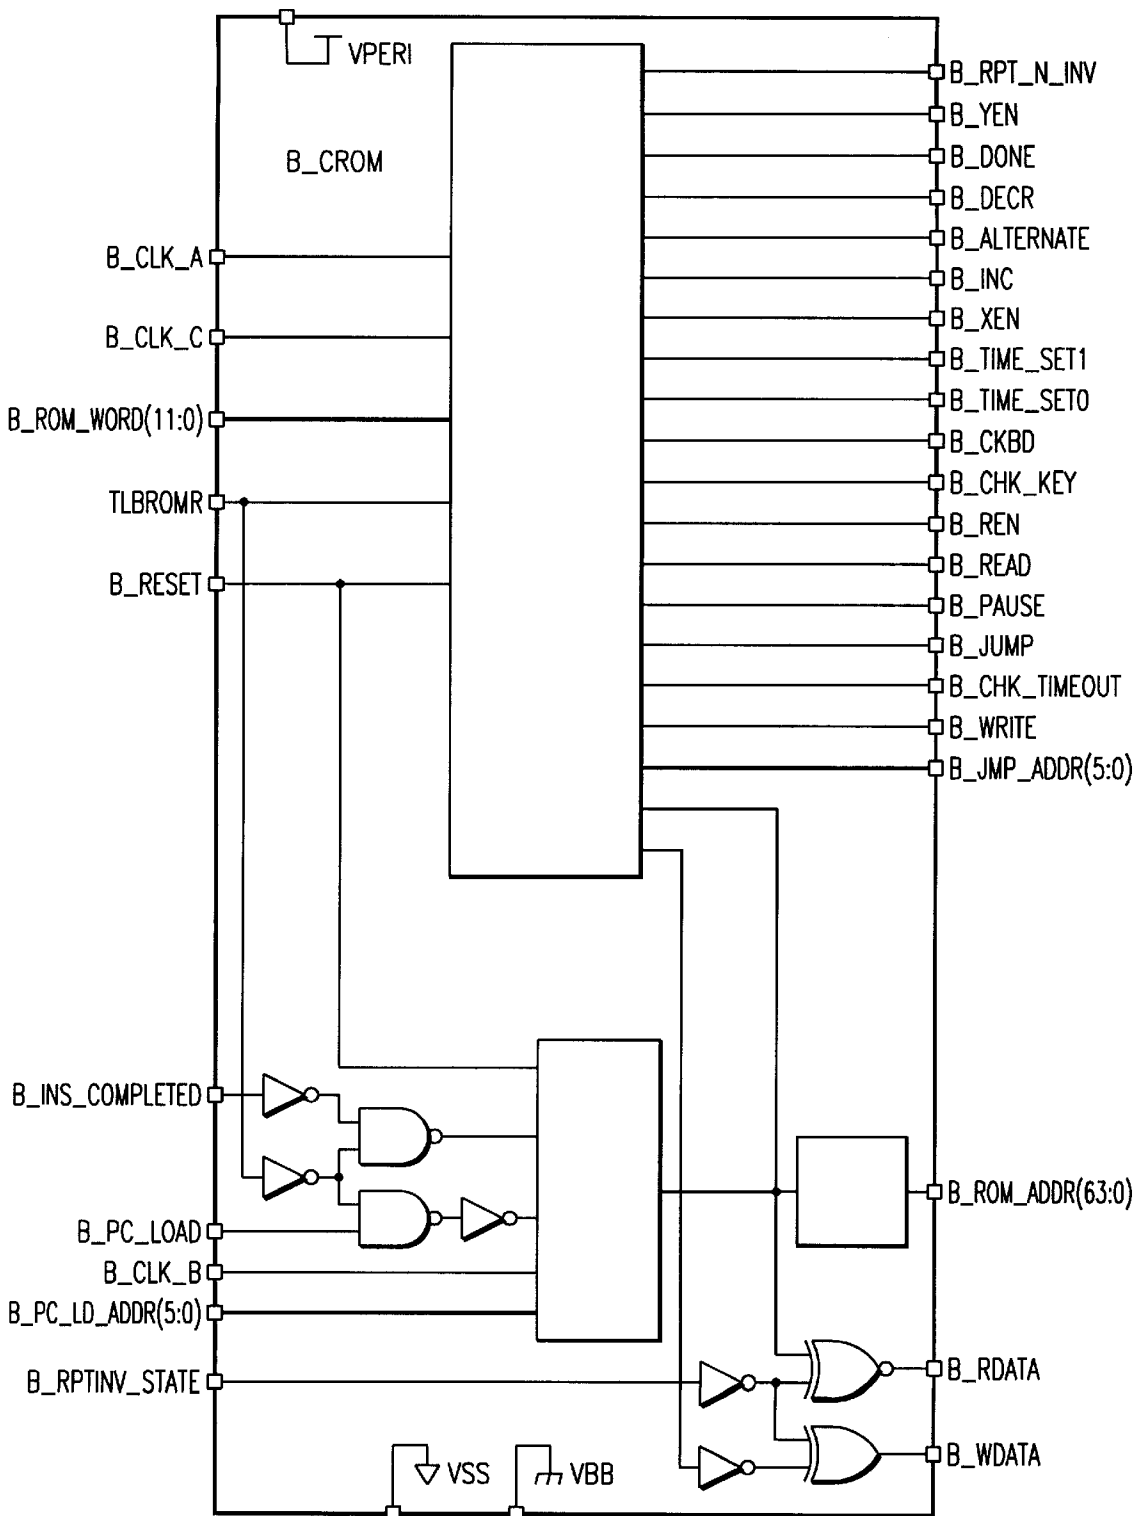 VPERI
B_CROM
B_CLK_A
B_CLK_C
B_ROM_WORD(11:0)
TLBROMR
B_RESET
B_INS_COMPLETED
B_PC_LOAD
B_CLK_B
B_PC_LD_ADDR(5:0)
B_RPTINV_STATE
VSS
VBB
B_RPT_N_INV
B_YEN
B_DONE
B_DECR
B_ALTERNATE
B_INC
B_XEN
B_TIME_SET1
B_TIME_SET0
B_CKBD
B_CHK_KEY
B_REN
B_READ
B_PAUSE
B_JUMP
B_CHK_TIMEOUT
B_WRITE
B_JMP_ADDR(5:0)
B_ROM_ADDR(63:0)
B_RDATA
B_WDATA